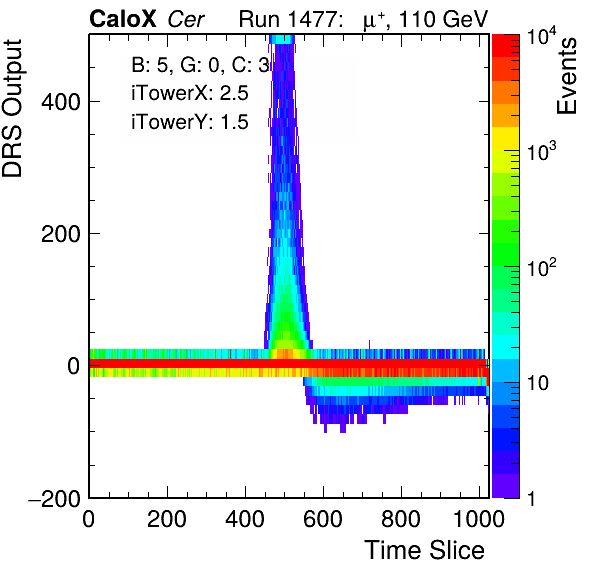 CaloX Cer Run 1477: μ⁺, 110 GeV
B: 5, G: 0, C: 3
iTowerX: 2.5
iTowerY: 1.5
DRS Output
400
200
0
−200
0 200 400 600 800 1000
Time Slice
Events
10⁴
10³
10²
10
1